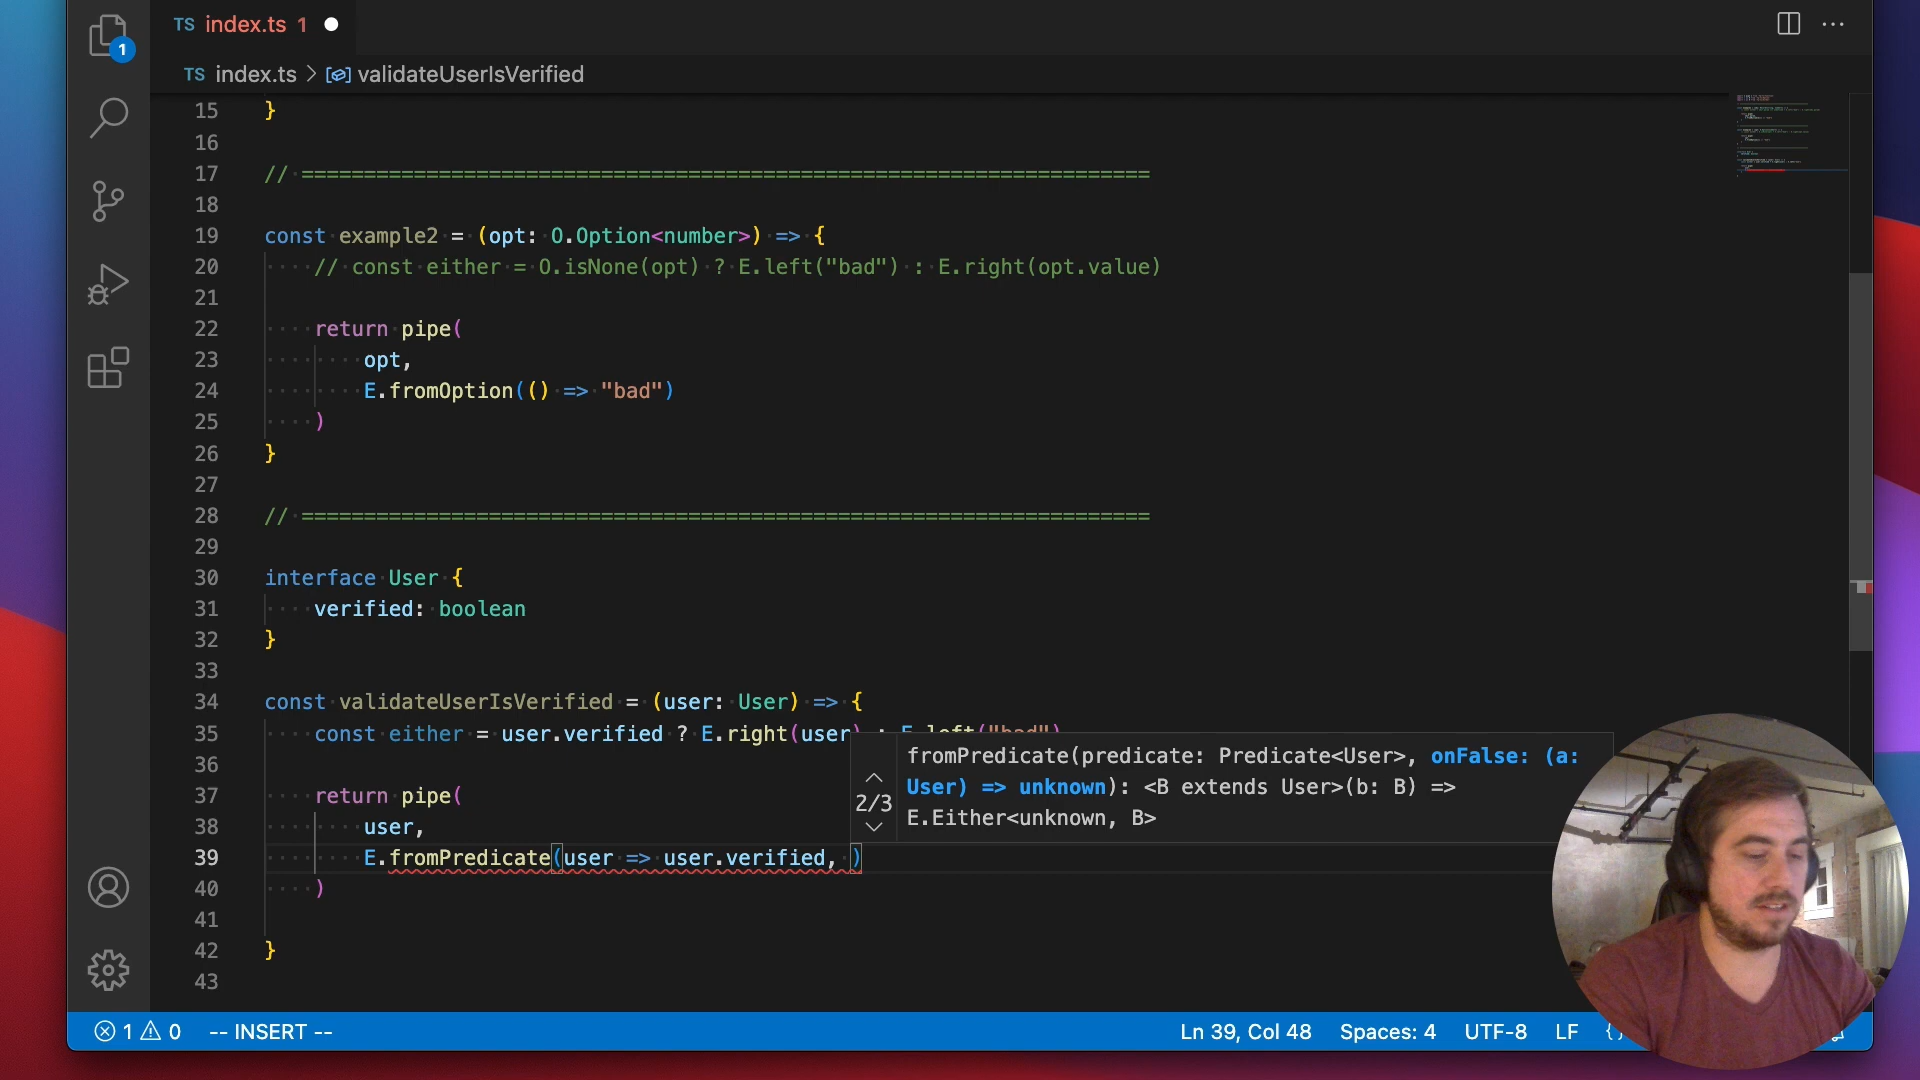 TS index.ts 1
TS index.ts > validateUserIsVerified
1
15 }
16
17 // ====================================================================
18
19 const example2 = (opt: O.Option<number>) => {
20 // const either = O.isNone(opt) ? E.left("bad") : E.right(opt.value)
21
22 return pipe(
23 opt,
24 E.fromOption(() => "bad")
25 )
26 }
27
28 // ====================================================================
29
30 interface User {
31 verified: boolean
32 }
33
34 const validateUserIsVerified = (user: User) => {
35 const either = user.verified ? E.right(user) : E.left("bad")
36
37 return pipe(
38 user,
39 E.fromPredicate(user => user.verified, )
40 )
41
42 }
43
2/3
fromPredicate(predicate: Predicate<User>, onFalse: (a:
User) => unknown): <B extends User>(b: B) =>
E.Either<unknown, B>
1 0 -- INSERT -- Ln 39, Col 48 Spaces: 4 UTF-8 LF